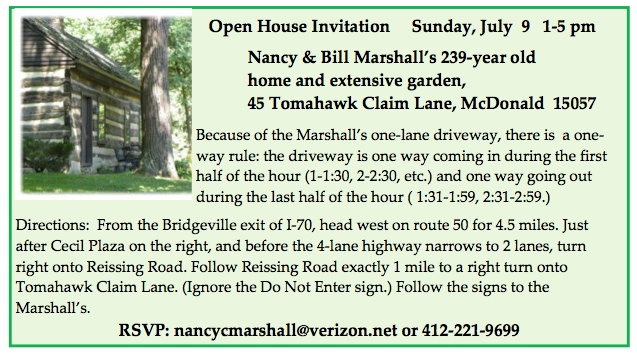 Open House Invitation Sunday, July 9 1-5 pm
Nancy & Bill Marshall's 239-year old
home and extensive garden,
45 Tomahawk Claim Lane, McDonald 15057
Because of the Marshall's one-lane driveway, there is a one-
way rule: the driveway is one way coming in during the first
half of the hour (1-1:30, 2-2:30, etc.) and one way going out
during the last half of the hour ( 1:31-1:59, 2:31-2:59.)
Directions: From the Bridgeville exit of I-70, head west on route 50 for 4.5 miles. Just
after Cecil Plaza on the right, and before the 4-lane highway narrows to 2 lanes, turn
right onto Reissing Road. Follow Reissing Road exactly 1 mile to a right turn onto
Tomahawk Claim Lane. (Ignore the Do Not Enter sign.) Follow the signs to the
Marshall's.
RSVP: nancycmarshall@verizon.net or 412-221-9699